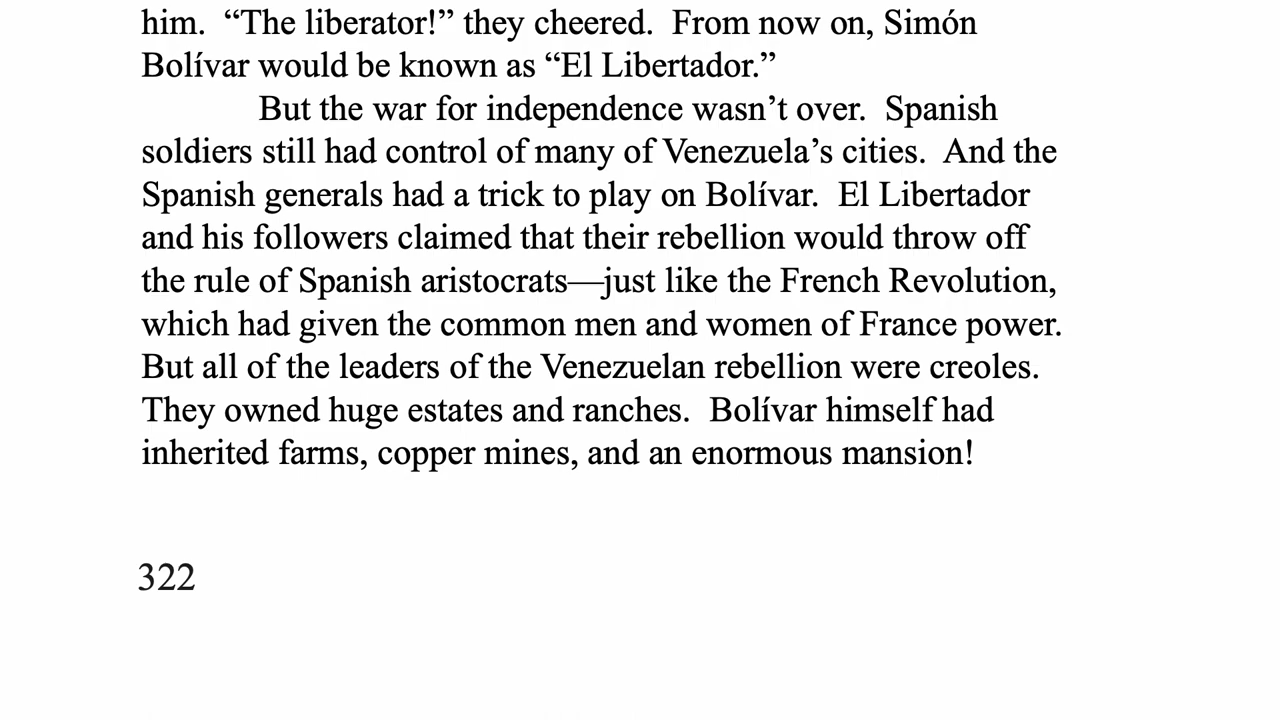 him.  “The liberator!” they cheered.  From now on, Simón
Bolívar would be known as “El Libertador.”
But the war for independence wasn’t over.  Spanish
soldiers still had control of many of Venezuela’s cities.  And the
Spanish generals had a trick to play on Bolívar.  El Libertador
and his followers claimed that their rebellion would throw off
the rule of Spanish aristocrats—just like the French Revolution,
which had given the common men and women of France power.
But all of the leaders of the Venezuelan rebellion were creoles.
They owned huge estates and ranches.  Bolívar himself had
inherited farms, copper mines, and an enormous mansion!
322